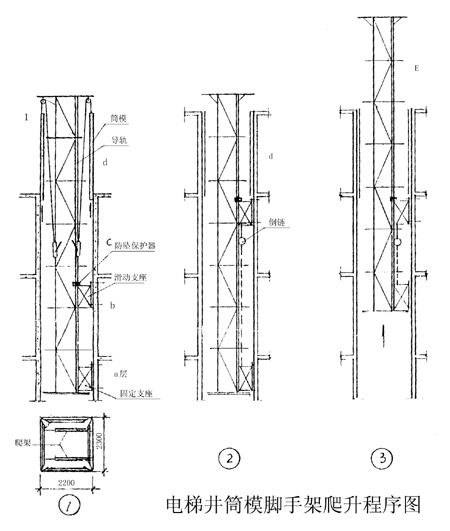 1
d
筒模
导轨
C
防坠保护器
滑动支座
b
a层
固定支座
爬架
2300
2200
①
d
倒链
②
E
③
电梯井筒模脚手架爬升程序图